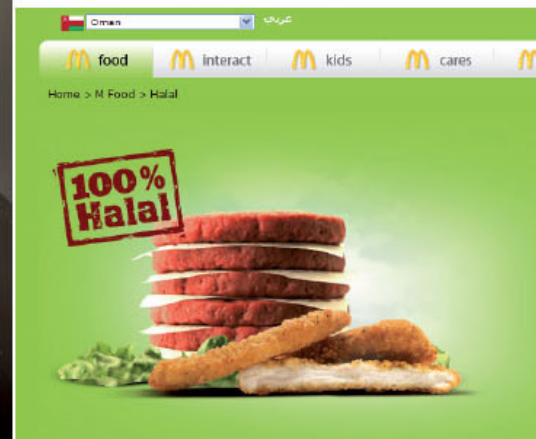 Oman
عربي
food interact kids cares
Home > M Food > Halal
100%
Halal